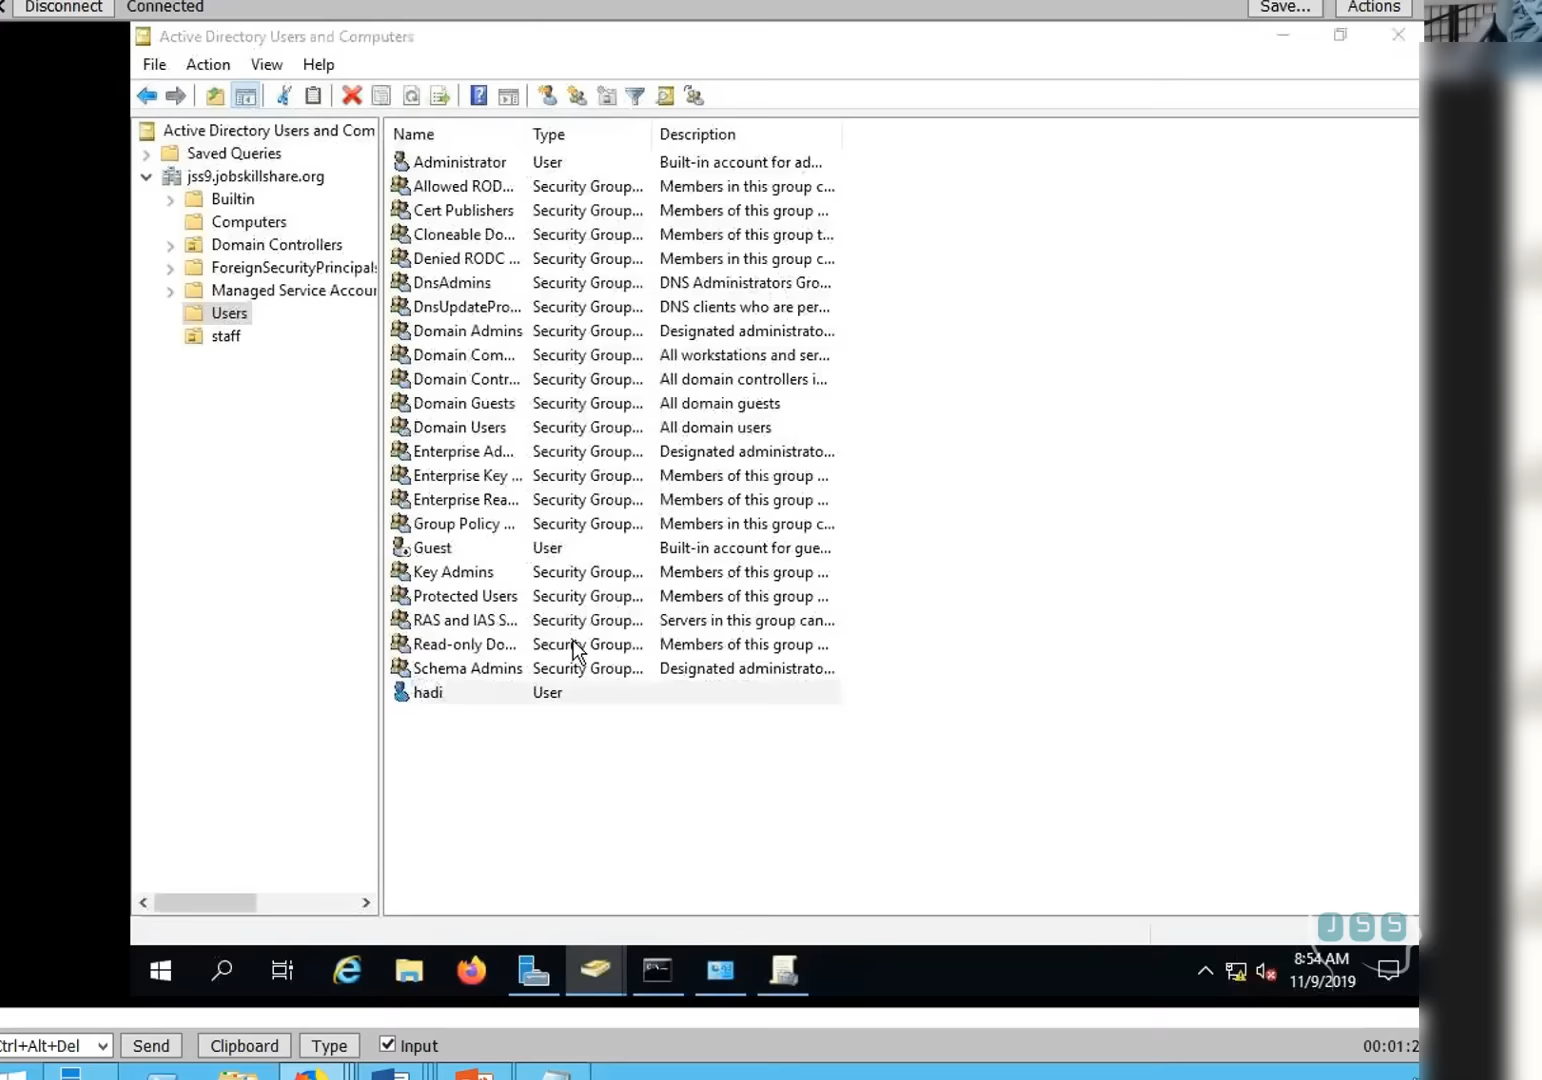 Disconnect Connected Save... Actions
Active Directory Users and Computers
File Action View Help
Active Directory Users and Com
Saved Queries
jss9.jobskillshare.org
Builtin
Computers
Domain Controllers
ForeignSecurityPrincipals
Managed Service Accour
Users
staff
Name Type Description
Administrator User Built-in account for ad...
Allowed ROD... Security Group... Members in this group c...
Cert Publishers Security Group... Members of this group ...
Cloneable Do... Security Group... Members of this group t...
Denied RODC ... Security Group... Members in this group c...
DnsAdmins Security Group... DNS Administrators Gro...
DnsUpdatePro... Security Group... DNS clients who are per...
Domain Admins Security Group... Designated administrato...
Domain Com... Security Group... All workstations and ser...
Domain Contr... Security Group... All domain controllers i...
Domain Guests Security Group... All domain guests
Domain Users Security Group... All domain users
Enterprise Ad... Security Group... Designated administrato...
Enterprise Key ... Security Group... Members of this group ...
Enterprise Rea... Security Group... Members of this group ...
Group Policy ... Security Group... Members in this group c...
Guest User Built-in account for gue...
Key Admins Security Group... Members of this group ...
Protected Users Security Group... Members of this group ...
RAS and IAS S... Security Group... Servers in this group can...
Read-only Do... Security Group... Members of this group ...
Schema Admins Security Group... Designated administrato...
hadi User
JSS
8:54 AM
11/9/2019
Ctrl+Alt+Del Send Clipboard Type Input 00:01:2